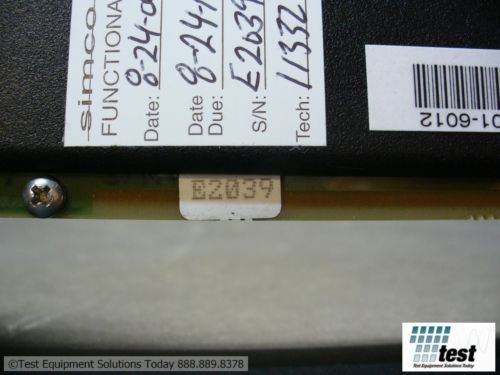 simco
FUNCTIONA
Date: 8-24-0
Date
Due: 8-24-
S/N: E2039
Tech: 11332
01-6012
E2039
test
Test Equipment Solutions Today
©Test Equipment Solutions Today 888.889.8378